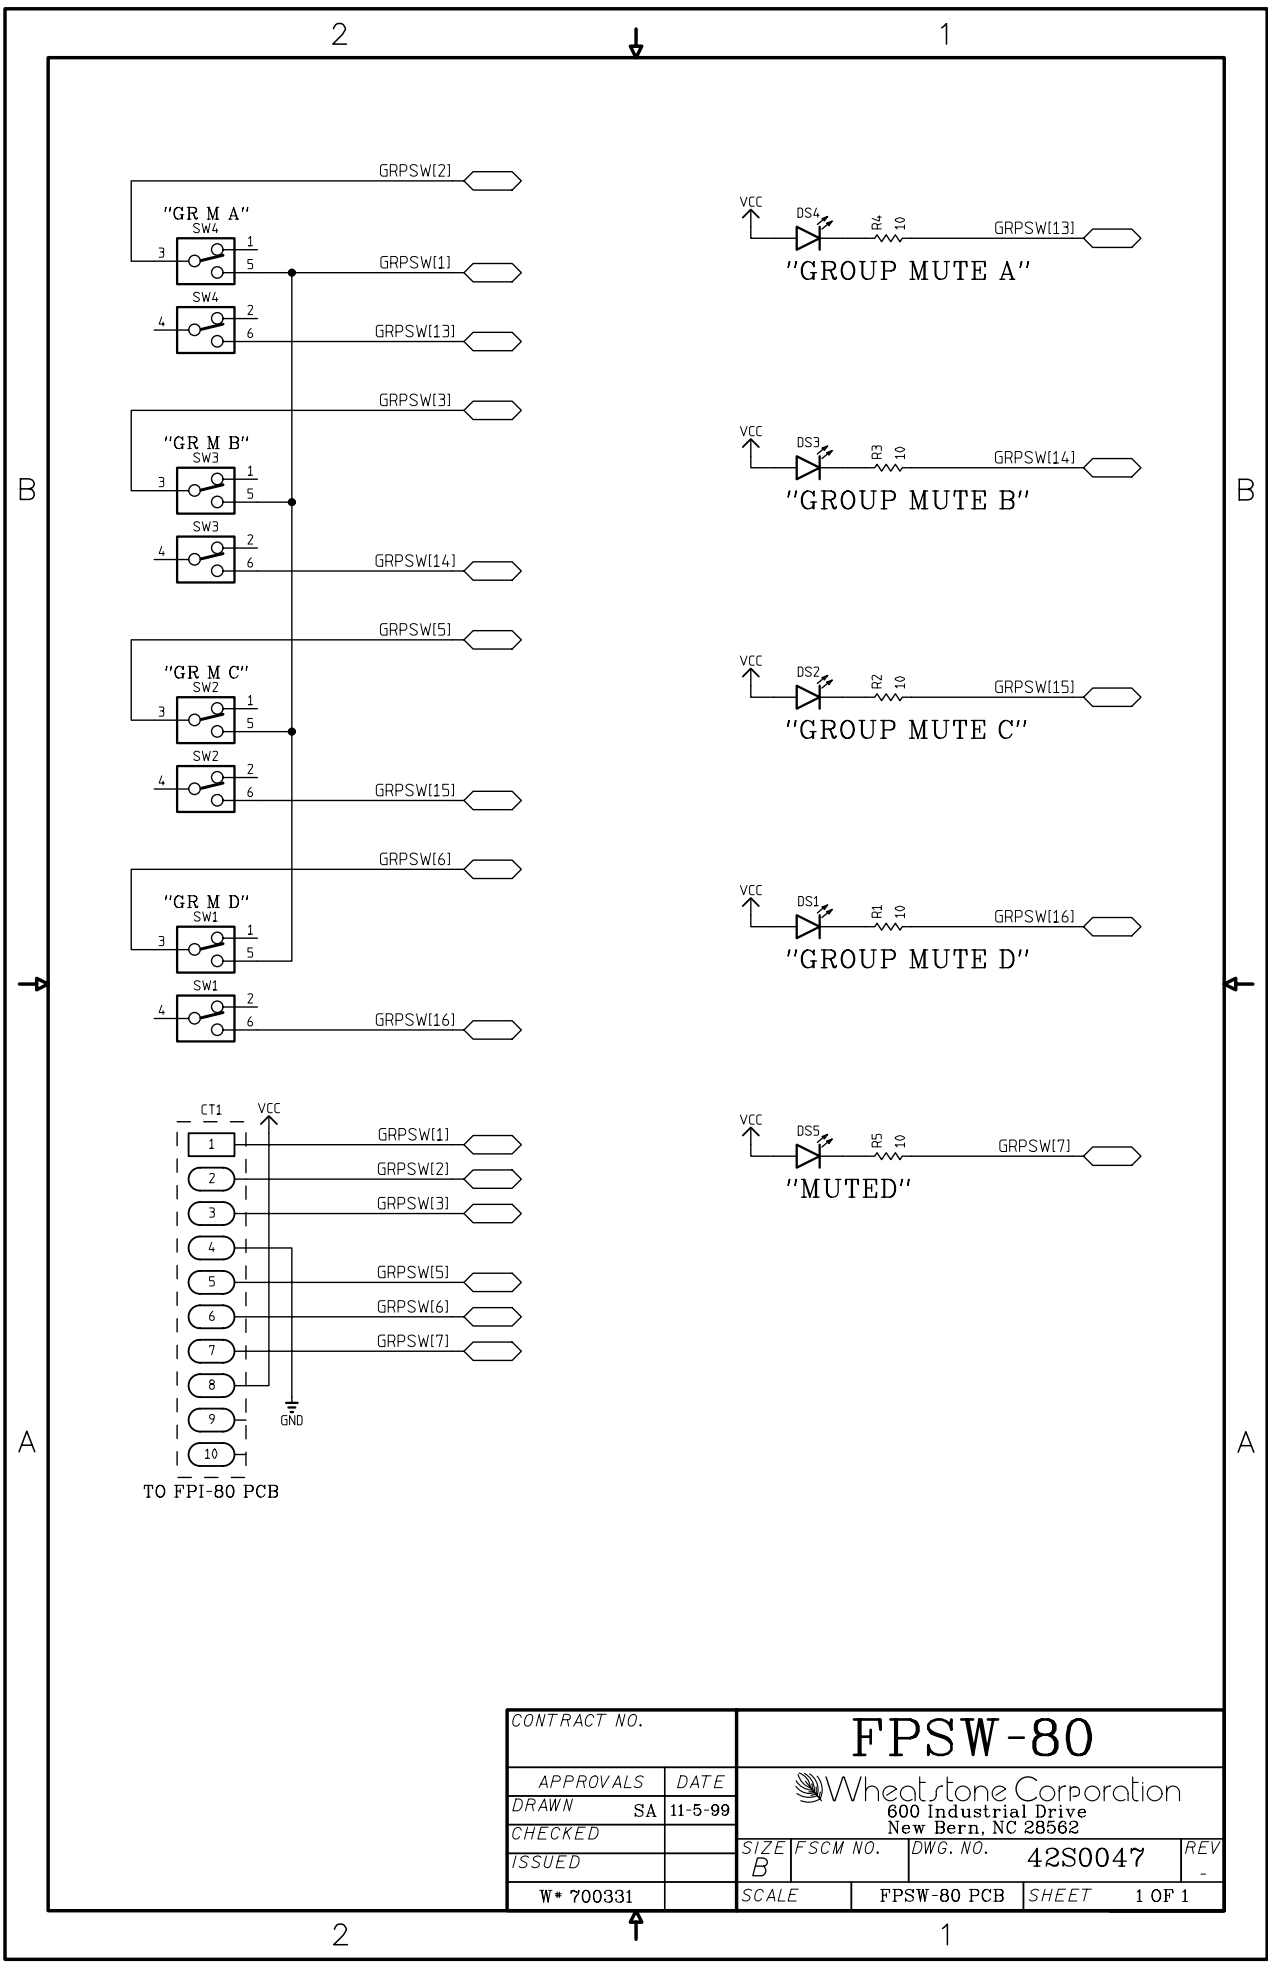 2 1
GRPSW[2]
"GR M A"
SW4
3 1
5 GRPSW[1]
SW4
4 2
6 GRPSW[13]
GRPSW[3]
"GR M B"
SW3
3 1
5
SW3
4 2
6 GRPSW[14]
GRPSW[5]
"GR M C"
SW2
3 1
5
SW2
4 2
6 GRPSW[15]
GRPSW[6]
"GR M D"
SW1
3 1
5
SW1
4 2
6 GRPSW[16]
VCC DS4 R4 10 GRPSW[13]
"GROUP MUTE A"
VCC DS3 R3 10 GRPSW[14]
"GROUP MUTE B"
VCC DS2 R2 10 GRPSW[15]
"GROUP MUTE C"
VCC DS1 R1 10 GRPSW[16]
"GROUP MUTE D"
VCC DS5 R5 10 GRPSW[7]
"MUTED"
B B
CT1 VCC
1 GRPSW[1]
2 GRPSW[2]
3 GRPSW[3]
4
5 GRPSW[5]
6 GRPSW[6]
7 GRPSW[7]
8
9 GND
10
TO FPI-80 PCB
A A
CONTRACT NO.
FPSW-80
APPROVALS DATE
DRAWN SA 11-5-99
CHECKED
ISSUED
W* 700331
Wheatstone Corporation
600 Industrial Drive
New Bern, NC 28562
SIZE B FSCM NO. DWG. NO. 42S0047 REV -
SCALE FPSW-80 PCB SHEET 1 OF 1
2 1